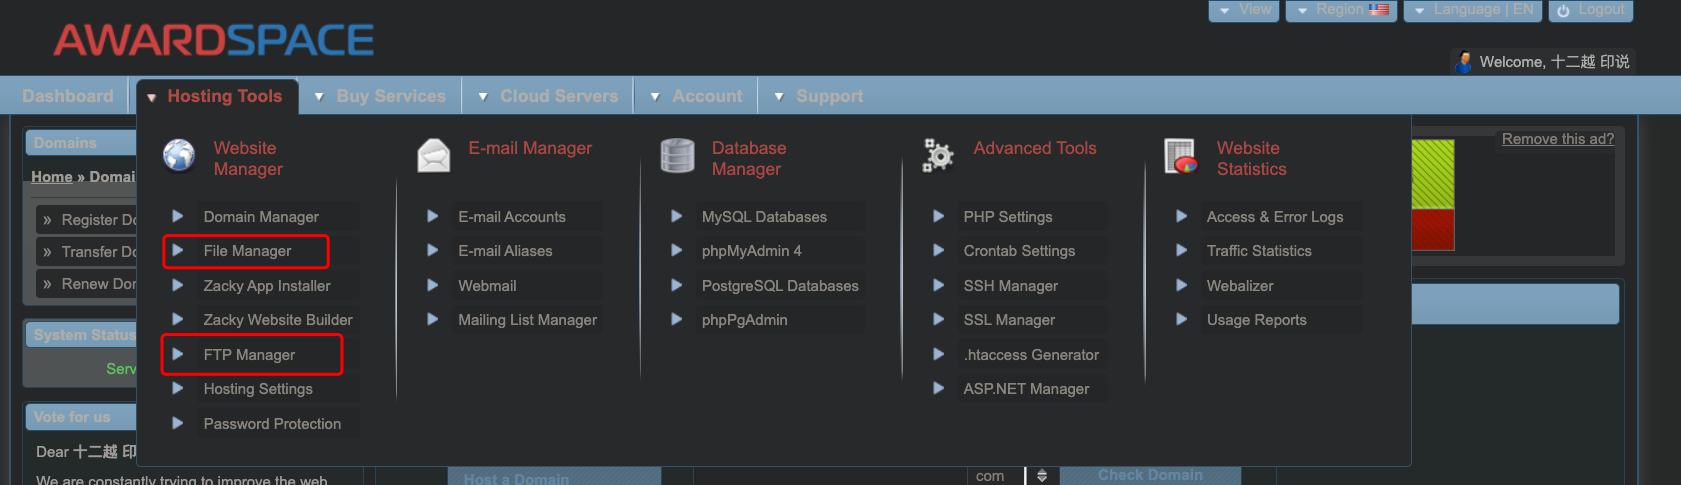 View
Region
Language | EN
Logout
AWARDSPACE
Welcome, 十二越 印说
Dashboard
Hosting Tools
Buy Services
Cloud Servers
Account
Support
Domains
Home » Domai
» Register Do
» Transfer Do
» Renew Dor
System Status
Serv
Vote for us
Dear 十二越 印
We are constantly trying to improve the web
Website
Manager
Domain Manager
File Manager
Zacky App Installer
Zacky Website Builder
FTP Manager
Hosting Settings
Password Protection
E-mail Manager
E-mail Accounts
E-mail Aliases
Webmail
Mailing List Manager
Database
Manager
MySQL Databases
phpMyAdmin 4
PostgreSQL Databases
phpPgAdmin
Advanced Tools
PHP Settings
Crontab Settings
SSH Manager
SSL Manager
.htaccess Generator
ASP.NET Manager
Website
Statistics
Access & Error Logs
Traffic Statistics
Webalizer
Usage Reports
Remove this ad?
Host a Domain
com
Check Domain